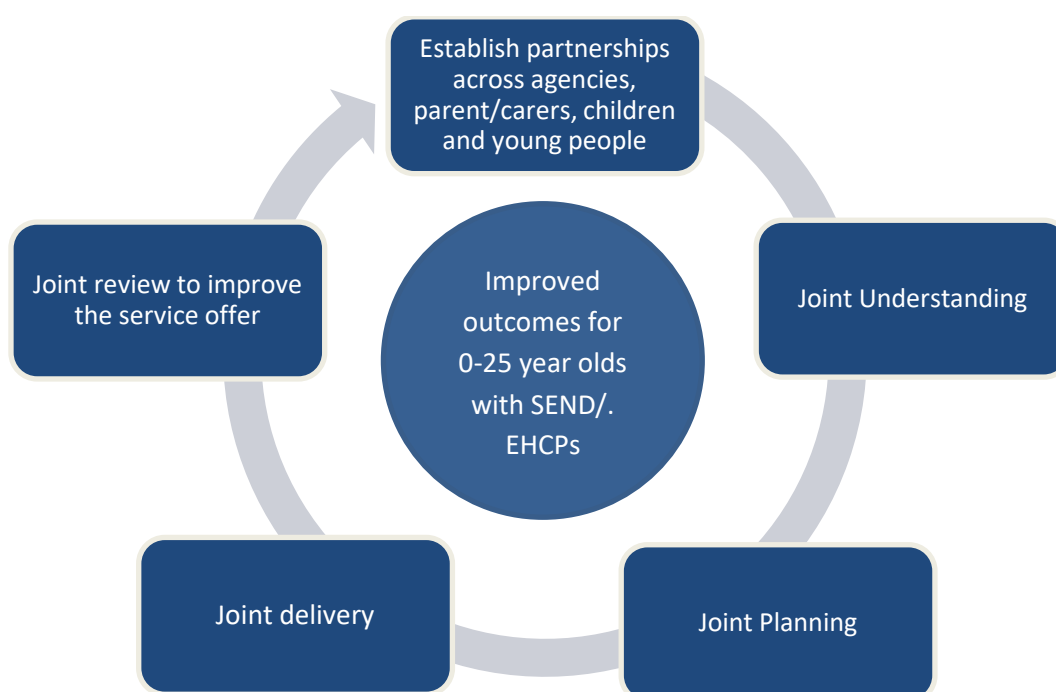 Establish partnerships
across agencies,
parent/carers, children
and young people
Joint Understanding
Joint Planning
Joint delivery
Joint review to improve
the service offer
Improved
outcomes for
0-25 year olds
with SEND/.
EHCPs